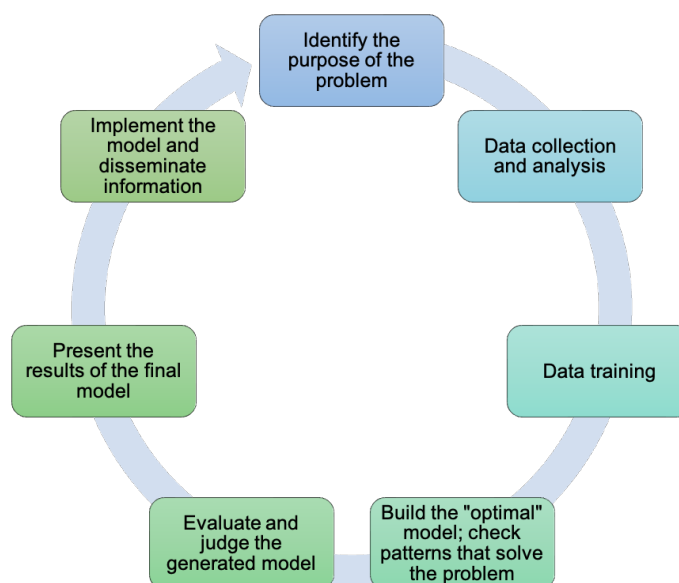 Identify the
purpose of the
problem
Data collection
and analysis
Data training
Build the "optimal"
model; check
patterns that solve
the problem
Evaluate and
judge the
generated model
Present the
results of the final
model
Implement the
model and
disseminate
information